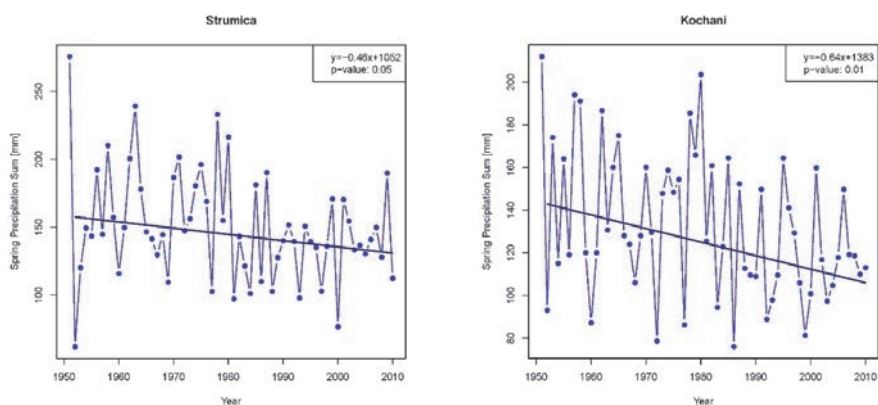 Strumica
y=-0.46x+1052
p-value: 0.05
Spring Precipitation Sum [mm]
250
200
150
100
1950 1960 1970 1980 1990 2000 2010
Year
Kochani
y=-0.64x+1383
p-value: 0.01
Spring Precipitation Sum [mm]
200
180
160
140
120
100
80
1950 1960 1970 1980 1990 2000 2010
Year